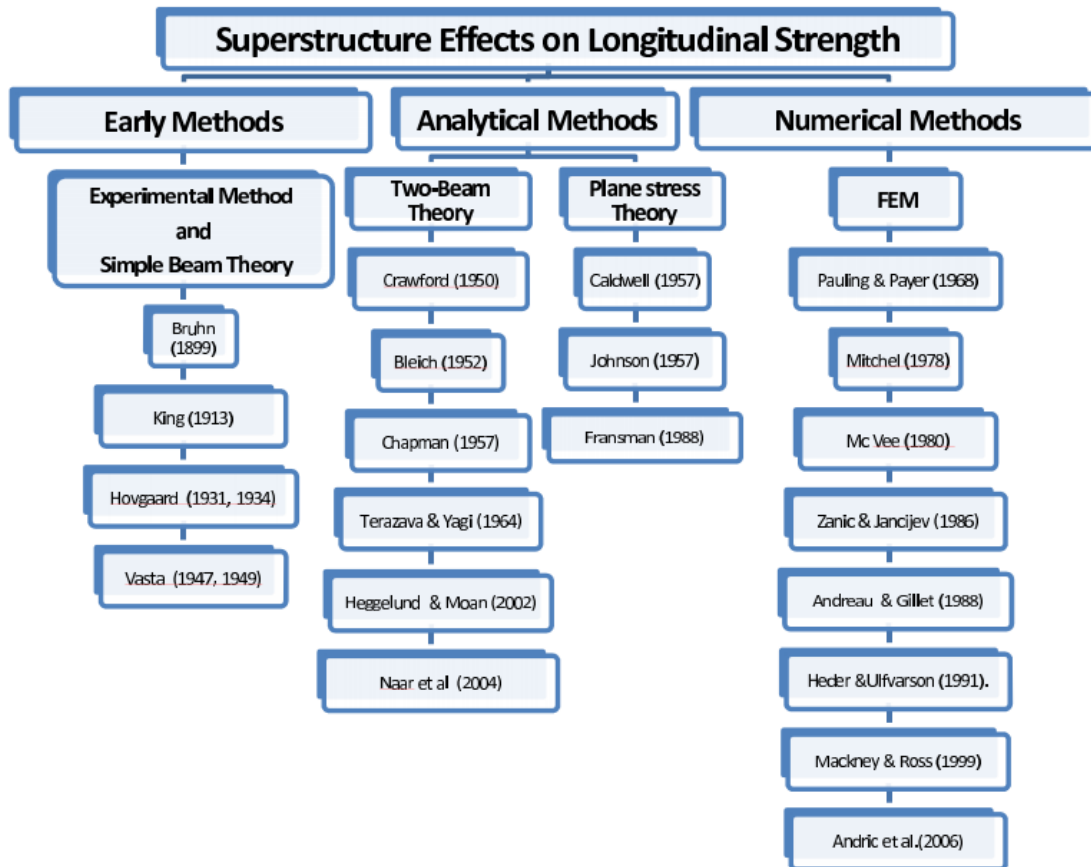 Superstructure Effects on Longitudinal Strength
Early Methods
Analytical Methods
Numerical Methods
Experimental Method
and
Simple Beam Theory
Bruhn
(1899)
King (1913)
Hovgaard (1931, 1934)
Vasta (1947, 1949)
Two-Beam
Theory
Crawford (1950)
Bleich (1952)
Chapman (1957)
Terazava & Yagi (1964)
Heggelund & Moan (2002)
Naar et al (2004)
Plane stress
Theory
Caldwell (1957)
Johnson (1957)
Fransman (1988)
FEM
Pauling & Payer (1968)
Mitchel (1978)
Mc Vee (1980)
Zanic & Jancijev (1986)
Andreau & Gillet (1988)
Heder &Ulfvarson (1991).
Mackney & Ross (1999)
Andric et al.(2006)